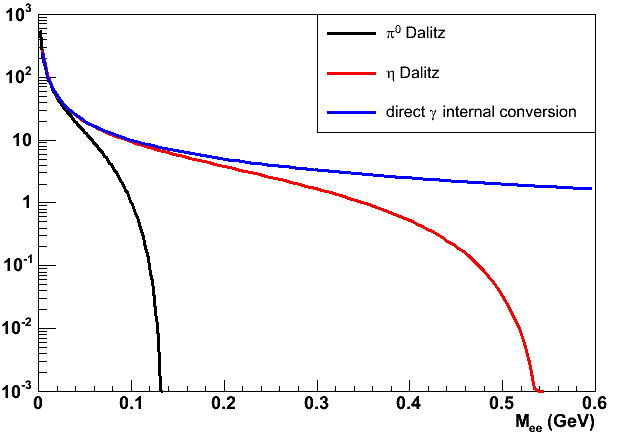 10³
10²
10
1
10⁻¹
10⁻²
10⁻³
π⁰ Dalitz
η Dalitz
direct γ internal conversion
0 0.1 0.2 0.3 0.4 0.5 0.6
Mₑₑ (GeV)